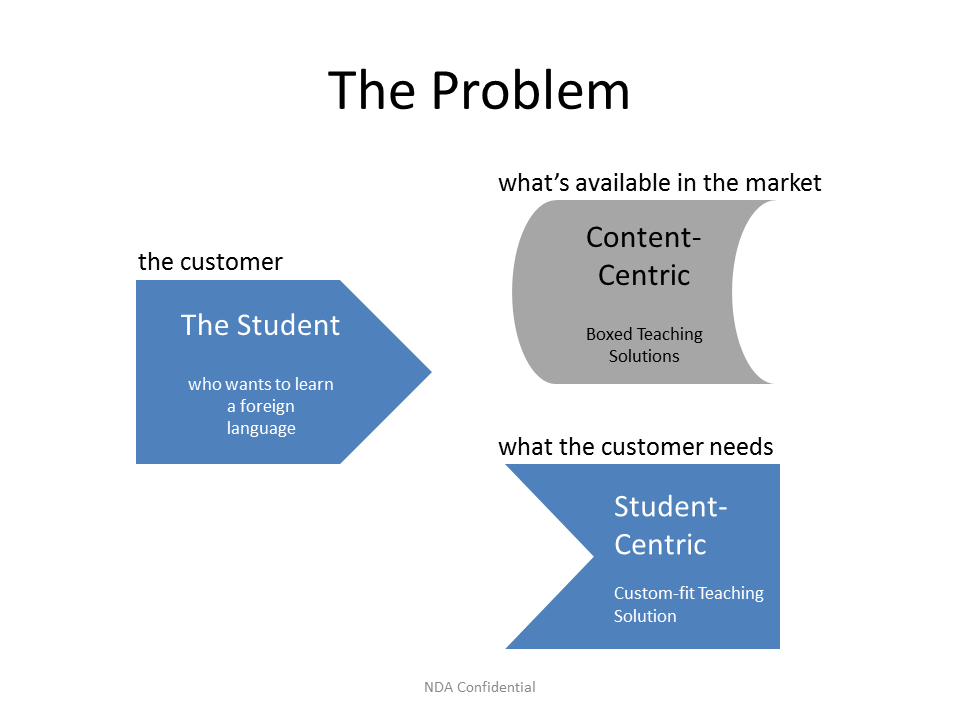 The Problem
the customer
The Student
who wants to learn
a foreign
language
what’s available in the market
Content-
Centric
Boxed Teaching
Solutions
what the customer needs
Student-
Centric
Custom-fit Teaching
Solution
NDA Confidential